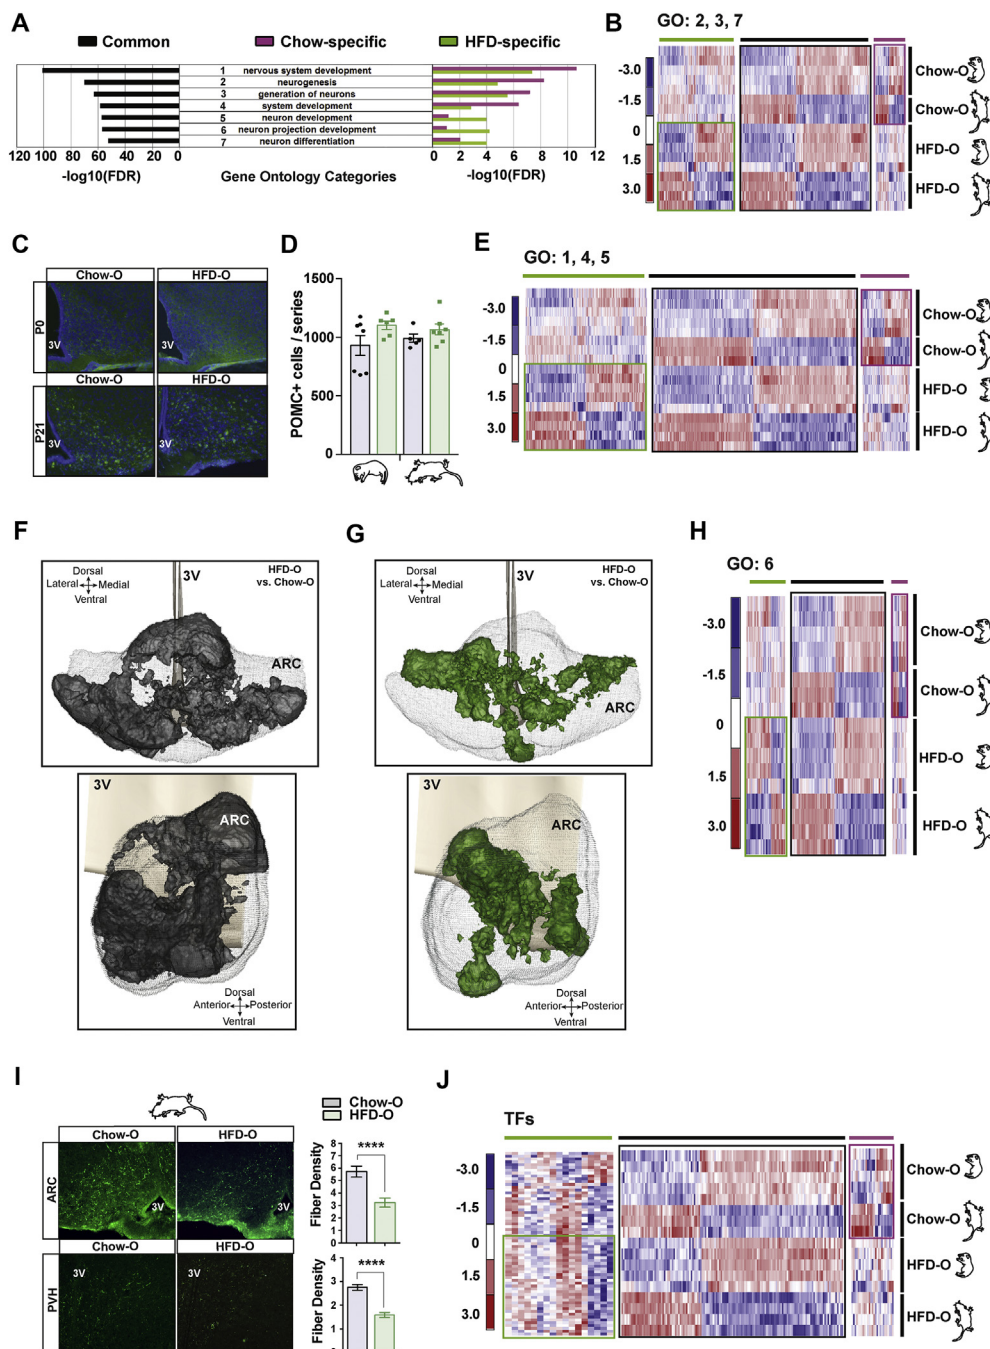 A
Common
Chow-specific
HFD-specific
1 nervous system development
2 neurogenesis
3 generation of neurons
4 system development
5 neuron development
6 neuron projection development
7 neuron differentiation
120 100 80 60 40 20 0
0 2 4 6 8 10 12
-log10(FDR)
Gene Ontology Categories
-log10(FDR)
B
GO: 2, 3, 7
-3.0
-1.5
0
1.5
3.0
Chow-O
Chow-O
HFD-O
HFD-O
C
Chow-O HFD-O
P0
3V 3V
Chow-O HFD-O
P21
3V 3V
D
POMC+ cells / series
1500
1000
500
0
E
GO: 1, 4, 5
-3.0
-1.5
0
1.5
3.0
Chow-O
Chow-O
HFD-O
HFD-O
F
Dorsal
Lateral Medial
Ventral
3V
HFD-O
vs. Chow-O
ARC
3V
ARC
Dorsal
Anterior Posterior
Ventral
G
Dorsal
Lateral Medial
Ventral
3V
HFD-O
vs. Chow-O
ARC
3V
ARC
Dorsal
Anterior Posterior
Ventral
H
GO: 6
-3.0
-1.5
0
1.5
3.0
Chow-O
Chow-O
HFD-O
HFD-O
I
Chow-O HFD-O
ARC
3V 3V
Chow-O HFD-O
PVH
3V 3V
Chow-O
HFD-O
Fiber Density
8
7
6
5
4
3
2
1
0
****
Fiber Density
4
3
2
1
****
J
TFs
-3.0
-1.5
0
1.5
3.0
Chow-O
Chow-O
HFD-O
HFD-O